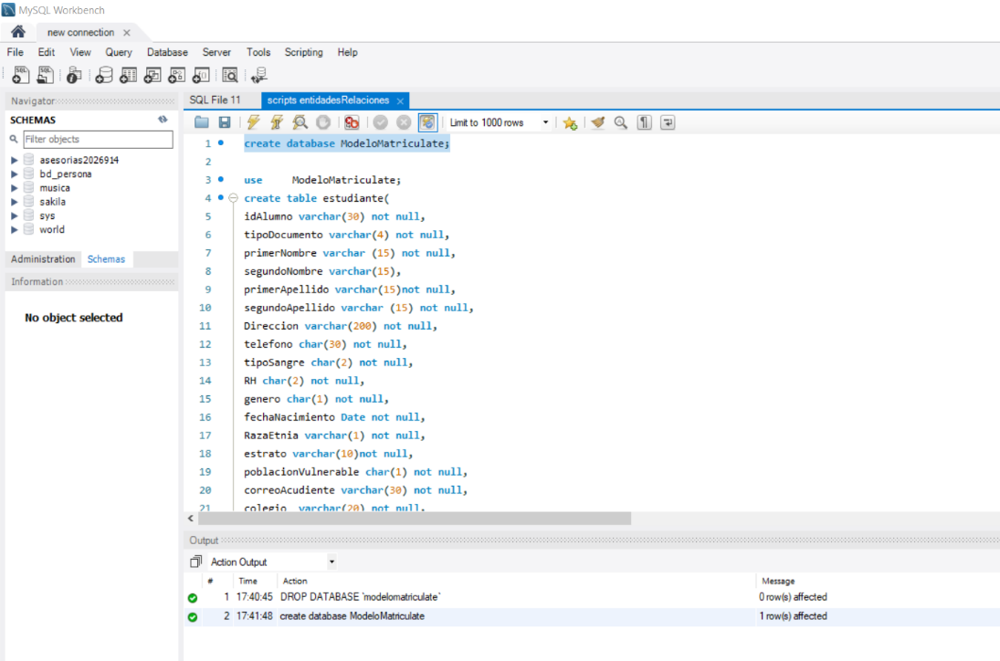 MySQL Workbench
new connection
File Edit View Query Database Server Tools Scripting Help
Navigator
SCHEMAS
Filter objects
asesorias2026914
bd_persona
musica
sakila
sys
world
Administration Schemas
Information
No object selected
SQL File 11 scripts entidadesRelaciones
Limit to 1000 rows
1 create database ModeloMatriculate;
2
3 use ModeloMatriculate;
4 create table estudiante(
5 idAlumno varchar(30) not null,
6 tipoDocumento varchar(4) not null,
7 primerNombre varchar (15) not null,
8 segundoNombre varchar(15),
9 primerApellido varchar(15)not null,
10 segundoApellido varchar (15) not null,
11 Direccion varchar(200) not null,
12 telefono char(30) not null,
13 tipoSangre char(2) not null,
14 RH char(2) not null,
15 genero char(1) not null,
16 fechaNacimiento Date not null,
17 RazaEtnia varchar(1) not null,
18 estrato varchar(10)not null,
19 poblacionVulnerable char(1) not null,
20 correoAcudiente varchar(30) not null,
21 colegio varchar(20) not null,
Output
Action Output
# Time Action Message
1 17:40:45 DROP DATABASE `modelomatriculate` 0 row(s) affected
2 17:41:48 create database ModeloMatriculate 1 row(s) affected